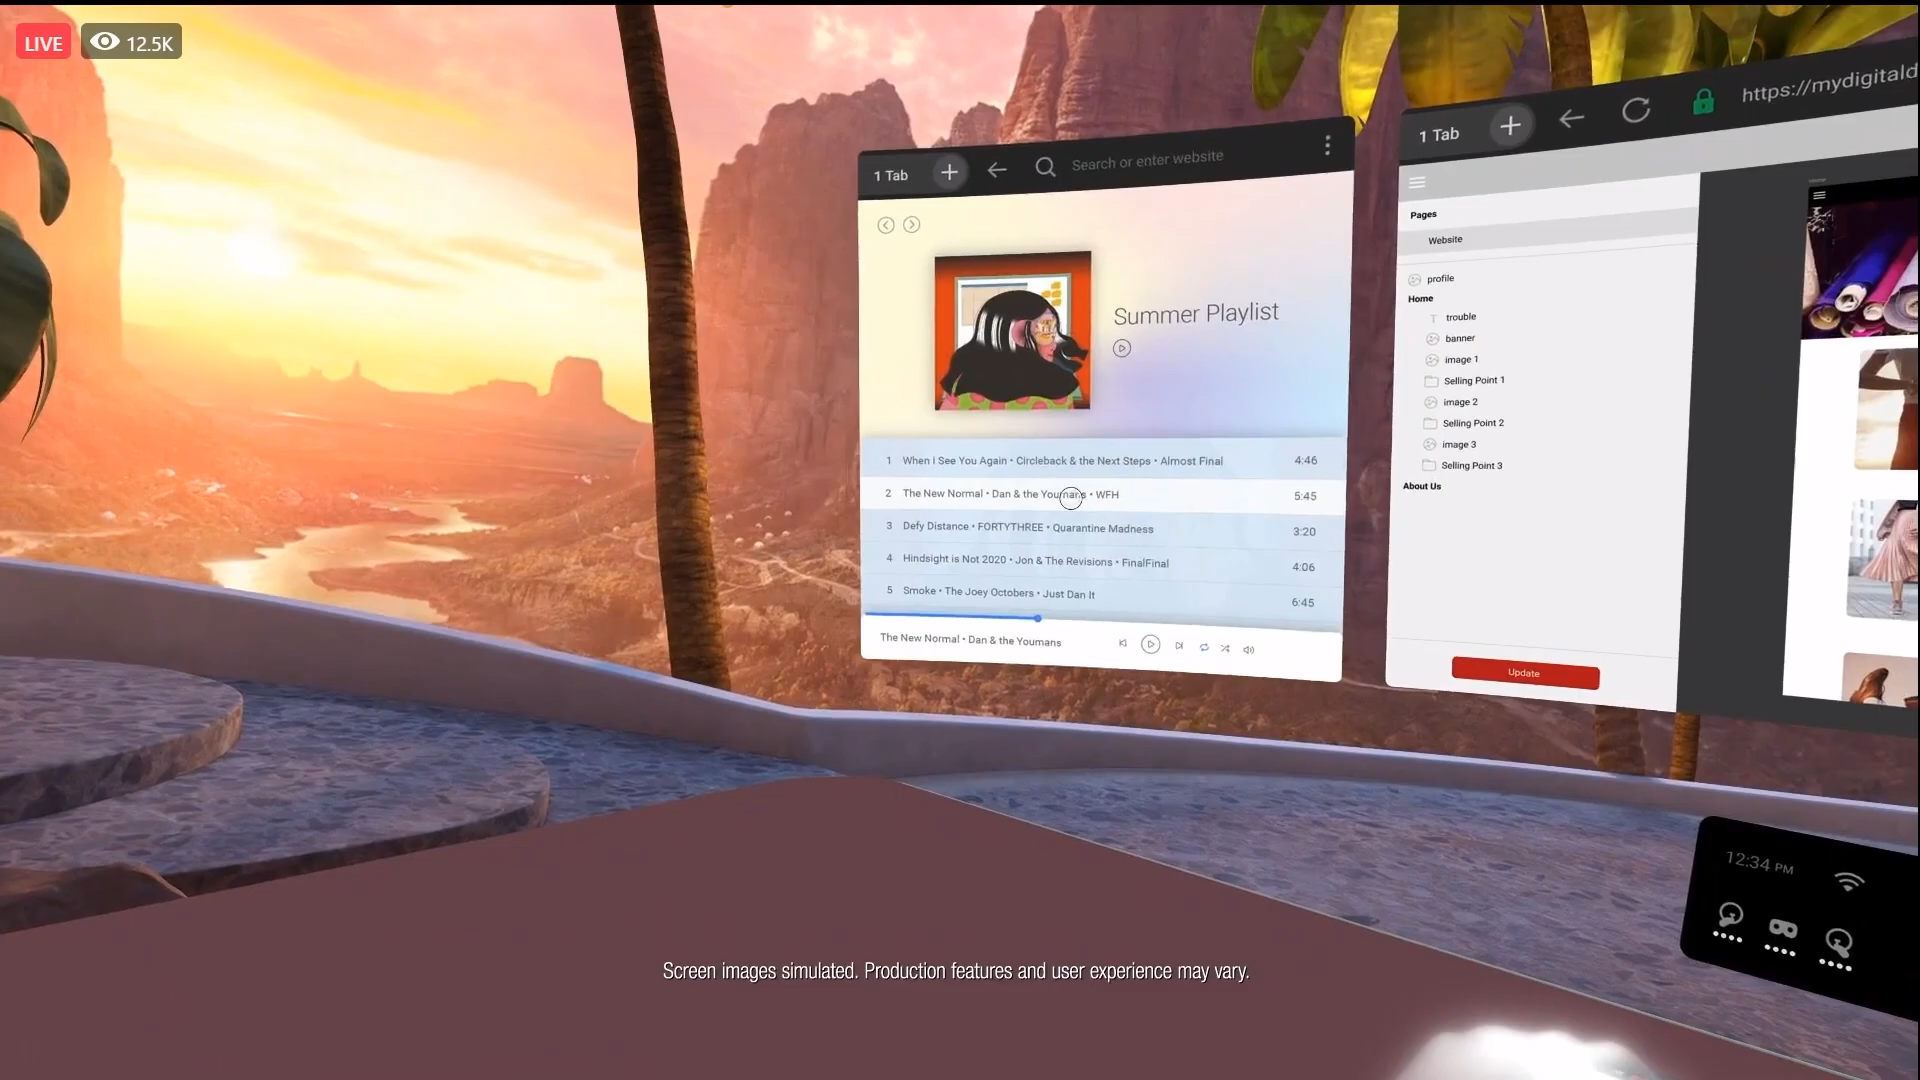 LIVE
12.5K
1 Tab
Search or enter website
Summer Playlist
1 When I See You Again • Circleback & the Next Steps • Almost Final 4:46
2 The New Normal • Dan & the Youmans • WFH 5:45
3 Defy Distance • FORTYTHREE • Quarantine Madness 3:20
4 Hindsight is Not 2020 • Jon & The Revisions • FinalFinal 4:06
5 Smoke • The Joey Octobers • Just Dan It 6:45
The New Normal • Dan & the Youmans
1 Tab
https://mydigitald
Pages
Website
profile
Home
T trouble
banner
image 1
Selling Point 1
image 2
Selling Point 2
image 3
Selling Point 3
About Us
Update
12:34 PM
Screen images simulated. Production features and user experience may vary.